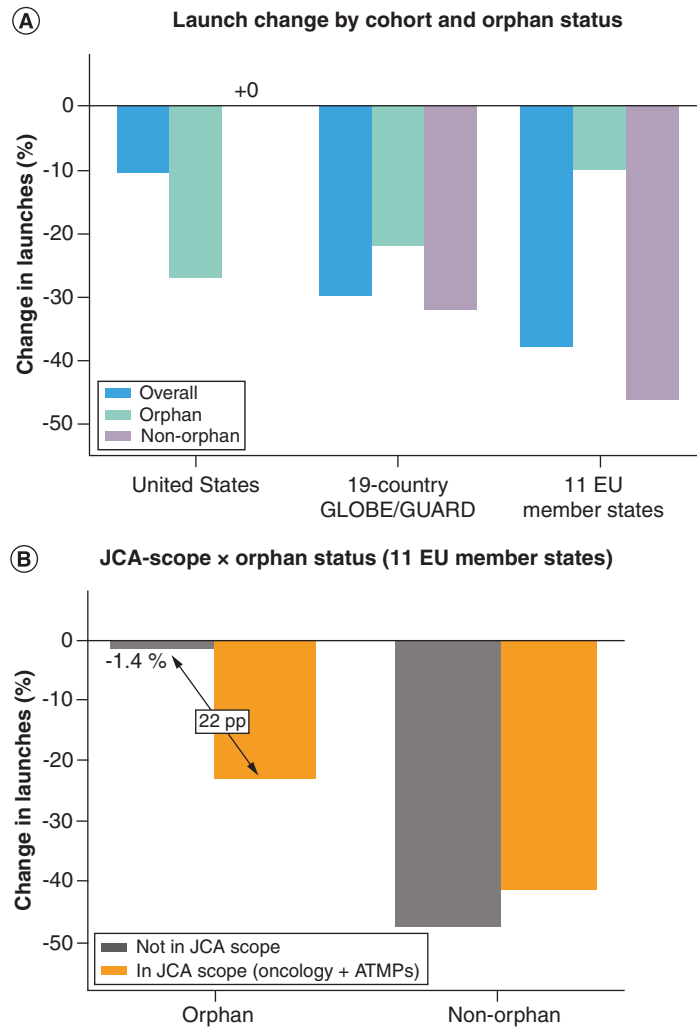 A
Launch change by cohort and orphan status
Change in launches (%)
0
-10
-20
-30
-40
-50
+0
Overall
Orphan
Non-orphan
United States
19-country
GLOBE/GUARD
11 EU
member states
B
JCA-scope × orphan status (11 EU member states)
Change in launches (%)
0
-10
-20
-30
-40
-50
-1.4 %
22 pp
Not in JCA scope
In JCA scope (oncology + ATMPs)
Orphan
Non-orphan